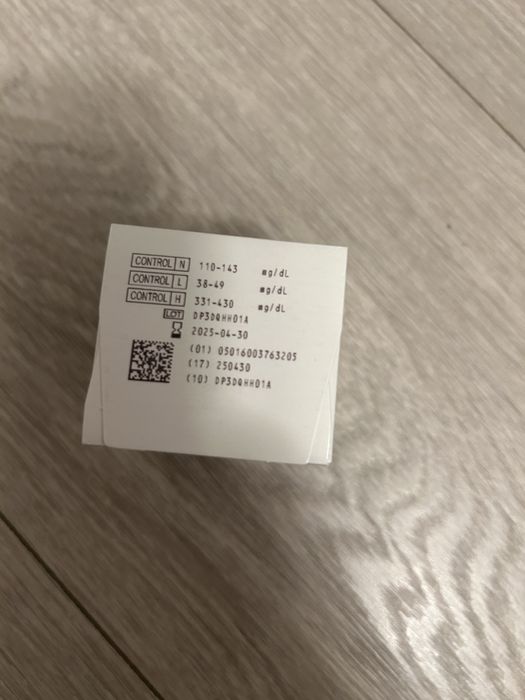 CONTROL N 110-143 mg/dL
CONTROL L 38-49 mg/dL
CONTROL H 331-430 mg/dL
LOT DP3DQHH01A
2025-04-30
(01) 05016003763205
(17) 250430
(10) DP3DQHH01A